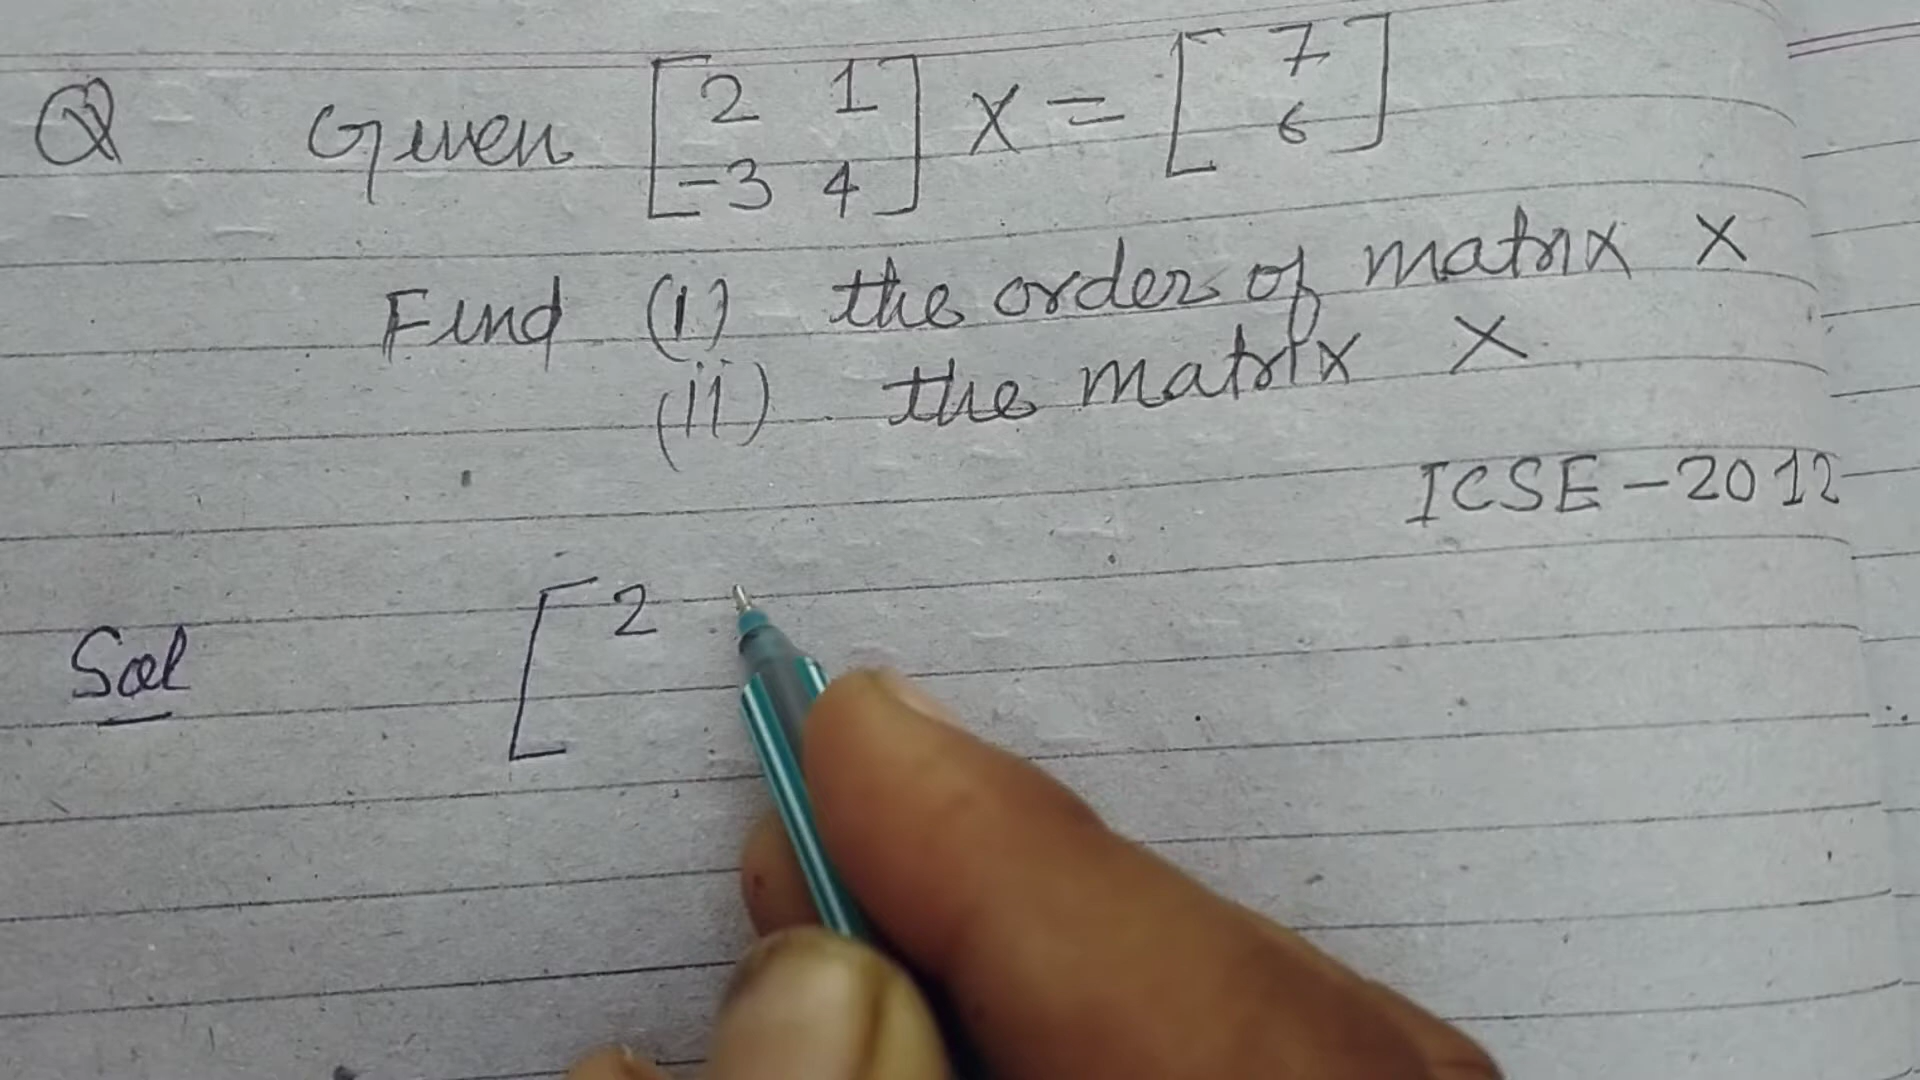 Q Given [2 1 -3 4] X = [7 6]
Find (i) the order of matrix X
(ii) the matrix X
ICSE - 2012
Sol [2